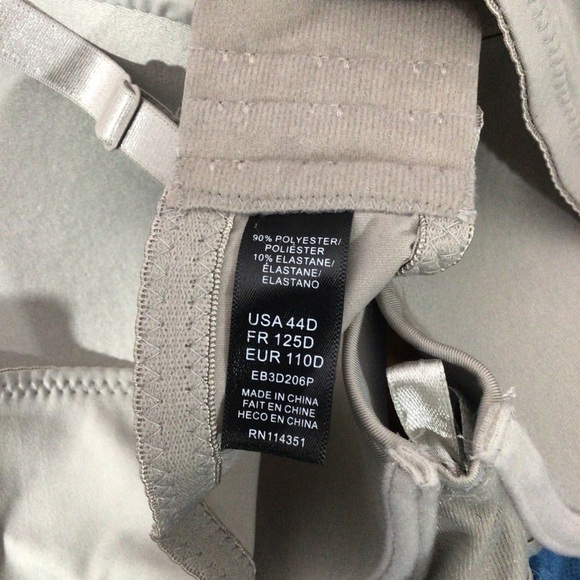 90% POLYESTER/
POLIÉSTER
10% ELASTANE/
ÉLASTANE/
ELASTANO
USA 44D
FR 125D
EUR 110D
EB3D206P
MADE IN CHINA
FAIT EN CHINE
HECO EN CHINA
RN114351